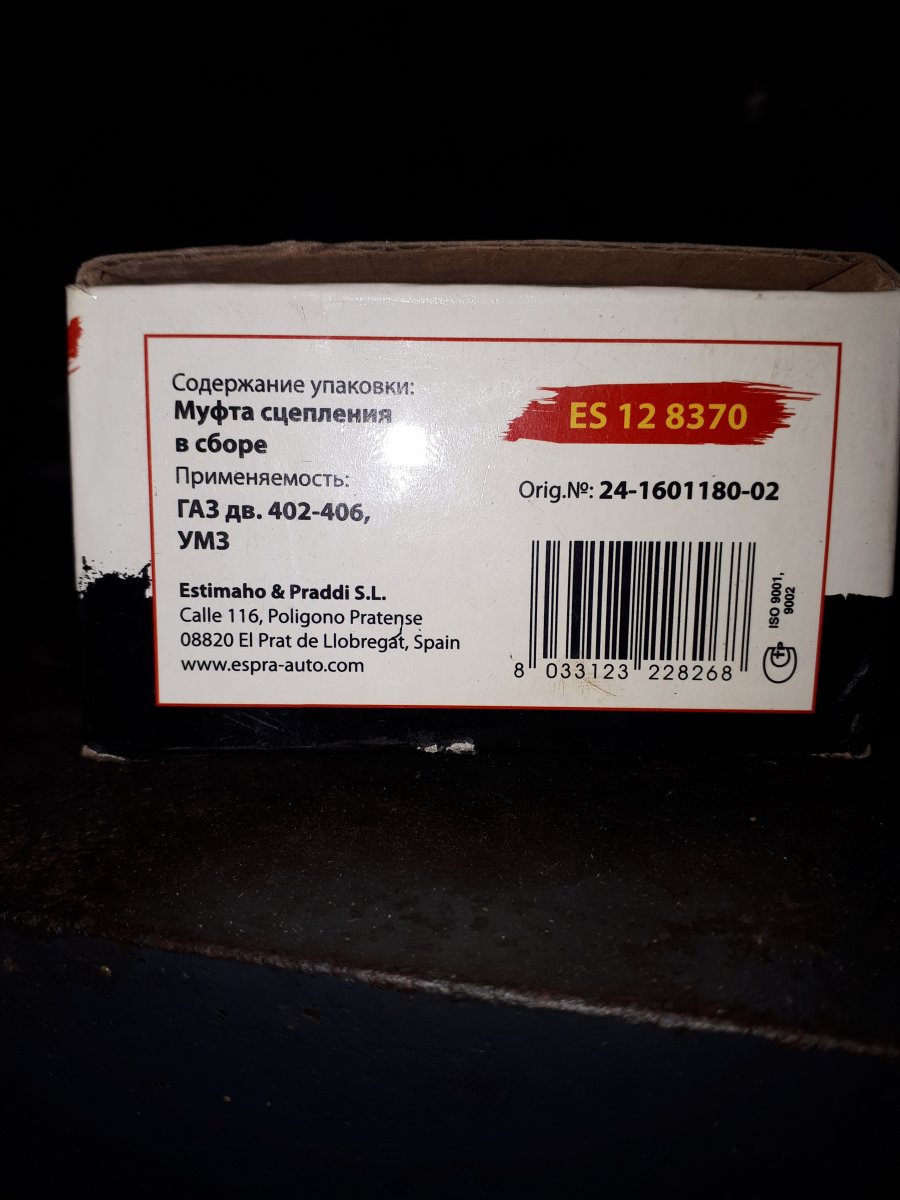 Содержание упаковки:
Муфта сцепления
в сборе
Применяемость:
ГАЗ дв. 402-406,
УМЗ
Estimaho & Praddi S.L.
Calle 116, Poligono Pratense
08820 El Prat de Llobregat, Spain
www.espra-auto.com
ES 12 8370
Orig.№: 24-1601180-02
8 033123 228268
ISO 9001,
9002